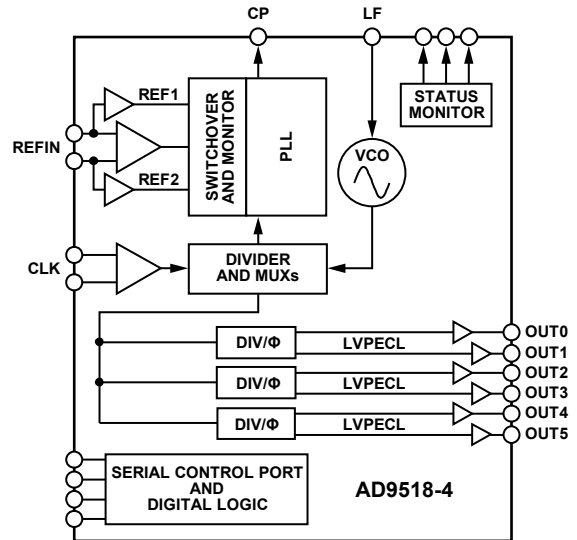 CP
LF
REF1
STATUS
MONITOR
REFIN
SWITCHOVER
AND MONITOR
PLL
VCO
REF2
CLK
DIVIDER
AND MUXs
DIV/Φ
LVPECL
OUT0
OUT1
DIV/Φ
LVPECL
OUT2
OUT3
DIV/Φ
LVPECL
OUT4
OUT5
SERIAL CONTROL PORT
AND
DIGITAL LOGIC
AD9518-4